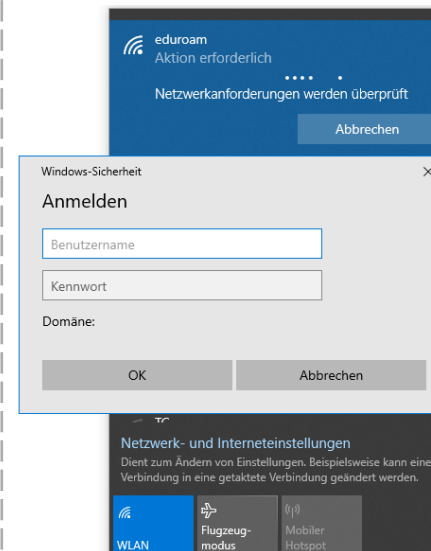 eduroam
Aktion erforderlich
Netzwerkanforderungen werden überprüft
Abbrechen
Windows-Sicherheit
Anmelden
Benutzername
Kennwort
Domäne:
OK
Abbrechen
Netzwerk- und Interneteinstellungen
Dient zum Ändern von Einstellungen. Beispielsweise kann eine
Verbindung in eine getaktete Verbindung geändert werden.
WLAN
Flugzeug-
modus
Mobiler
Hotspot